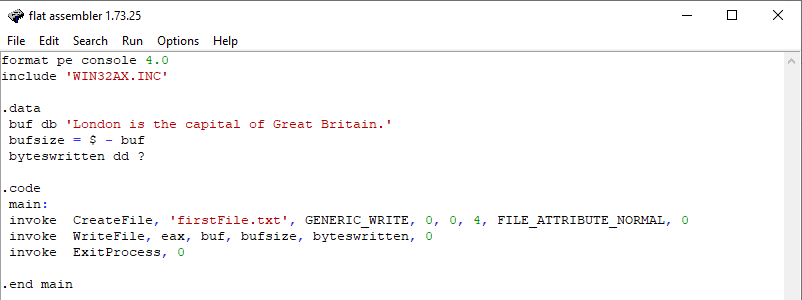 flat assembler 1.73.25
File Edit Search Run Options Help
format pe console 4.0
include 'WIN32AX.INC'
.data
buf db 'London is the capital of Great Britain.'
bufsize = $ - buf
byteswritten dd ?
.code
main:
invoke CreateFile, 'firstFile.txt', GENERIC_WRITE, 0, 0, 4, FILE_ATTRIBUTE_NORMAL, 0
invoke WriteFile, eax, buf, bufsize, byteswritten, 0
invoke ExitProcess, 0
.end main